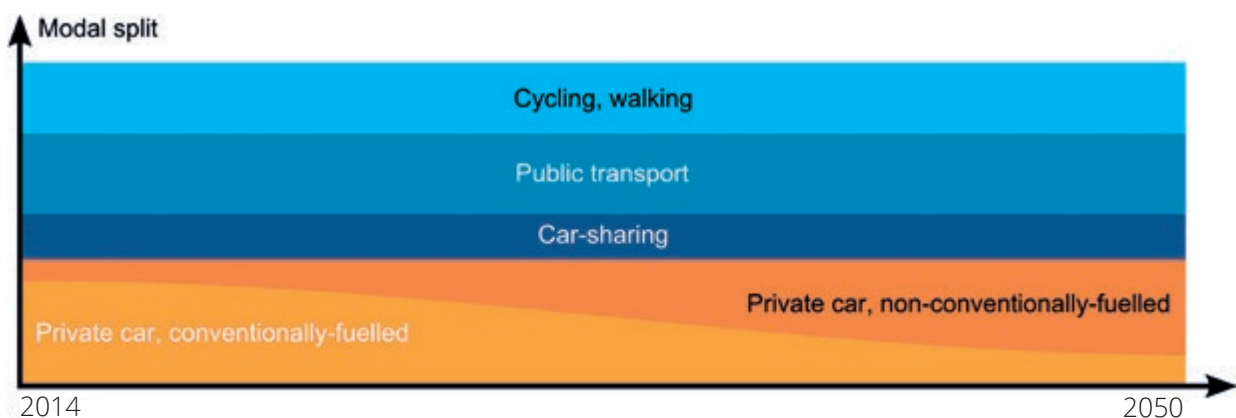 Modal split
Cycling, walking
Public transport
Car-sharing
Private car, non-conventionally-fuelled
Private car, conventionally-fuelled
2014
2050